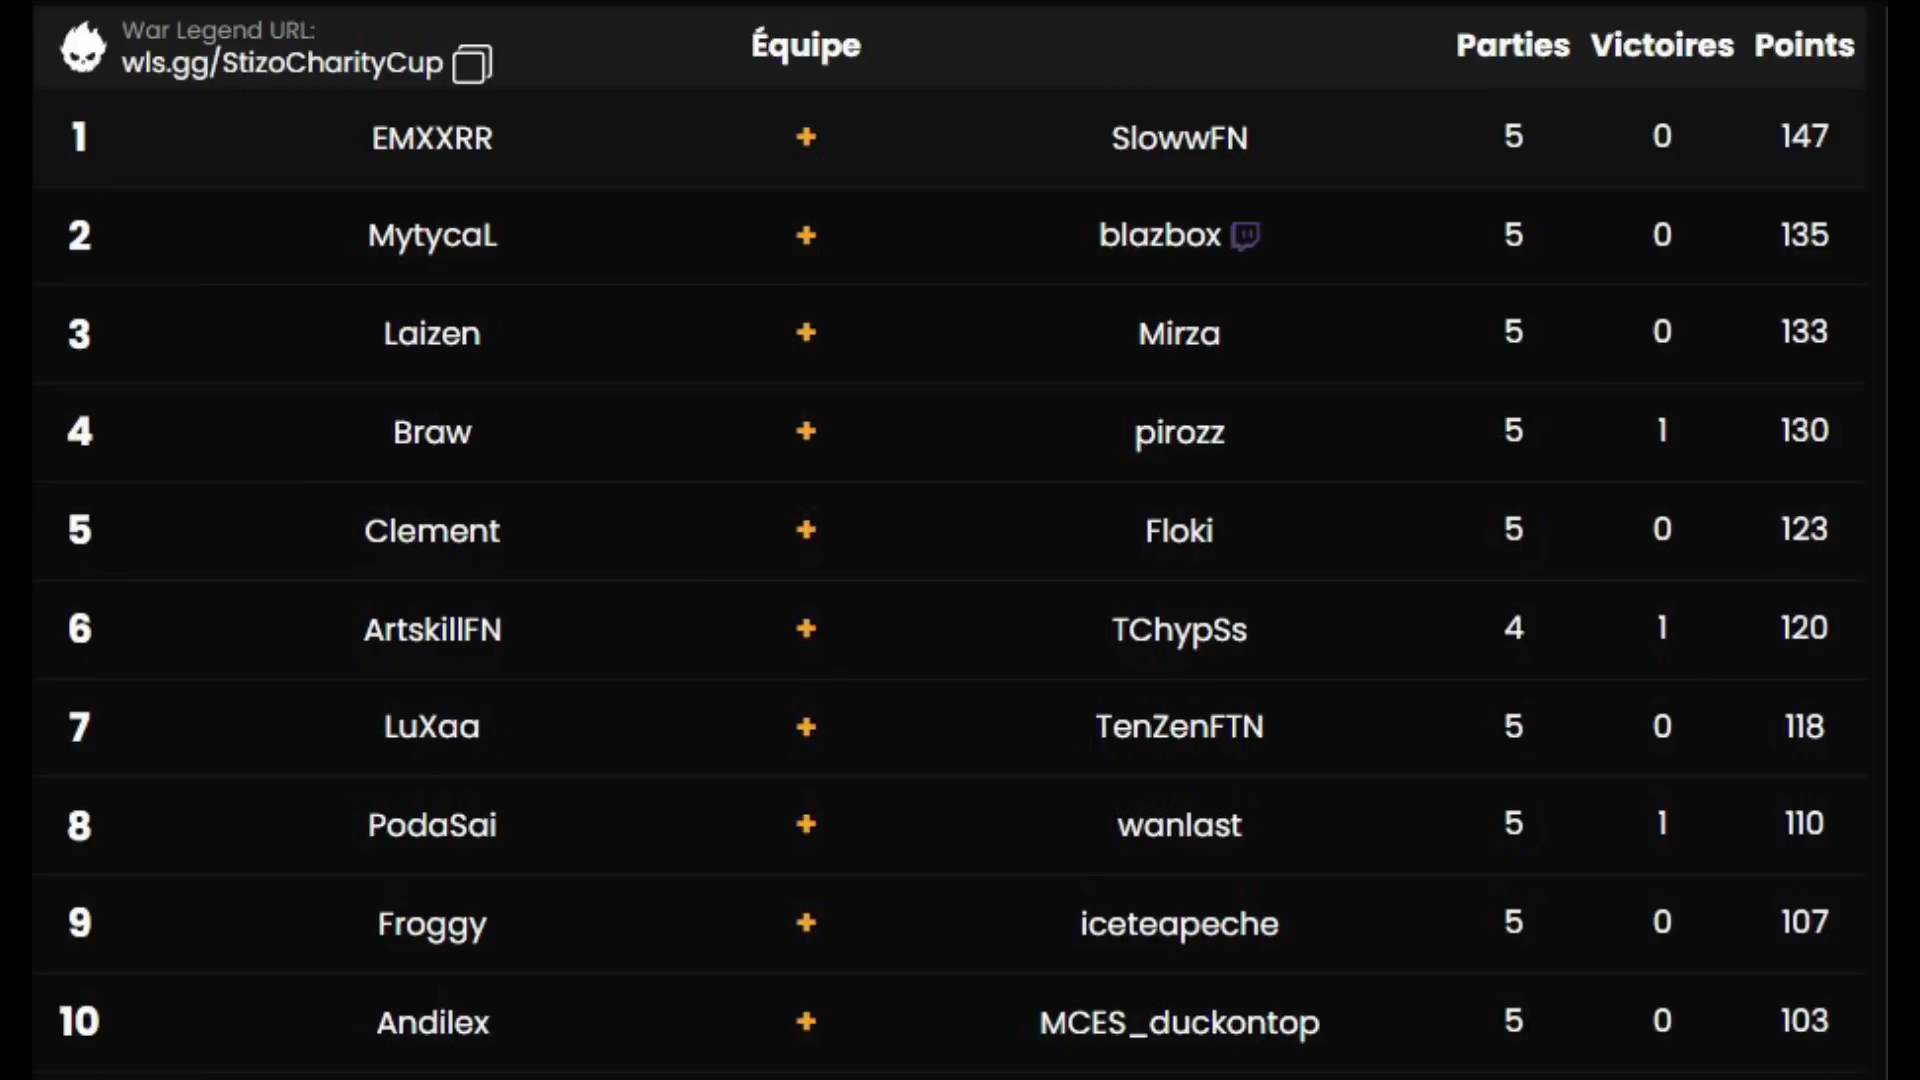 War Legend URL:
wls.gg/StizoCharityCup
Équipe Parties Victoires Points
1 EMXXRR + SlowwFN 5 0 147
2 MytycaL + blazbox 5 0 135
3 Laizen + Mirza 5 0 133
4 Braw + pirozz 5 1 130
5 Clement + Floki 5 0 123
6 ArtskillFN + TChypSs 4 1 120
7 LuXaa + TenZenFTN 5 0 118
8 PodaSai + wanlast 5 1 110
9 Froggy + iceteapeche 5 0 107
10 Andilex + MCES_duckontop 5 0 103